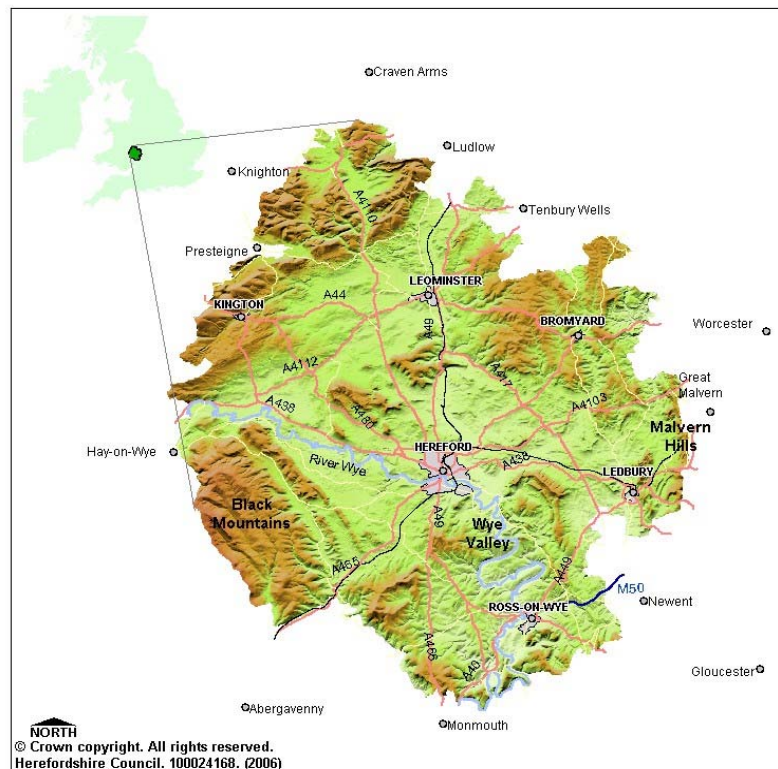 Craven Arms
Ludlow
Knighton
A4110
Tenbury Wells
Presteigne
LEOMINSTER
KINGTON
A44
A49
BROMYARD
Worcester
A4112
A417
Great
Malvern
A438
A480
A4103
Malvern
Hills
Hay-on-Wye
HEREFORD
A438
River Wye
LEDBURY
Black
Mountains
A49
Wye
Valley
A465
A449
M50
Newent
ROSS-ON-WYE
A466
A40
Gloucester
Abergavenny
Monmouth
NORTH
© Crown copyright. All rights reserved.
Herefordshire Council. 100024168. (2006)